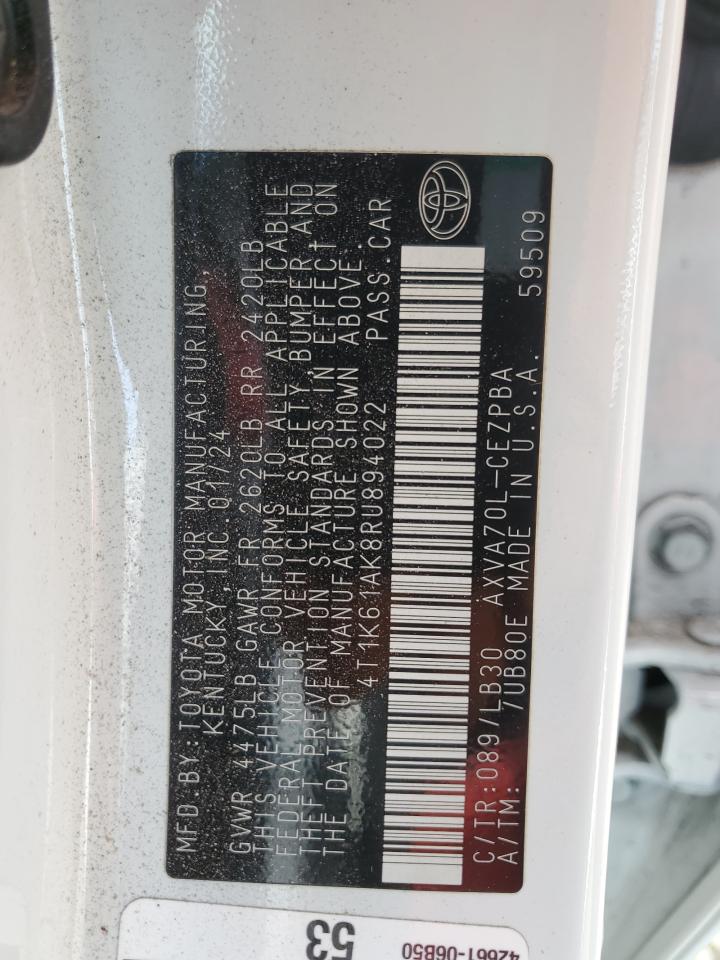 MFD.BY:TOYOTA MOTOR MANUFACTURING,
KENTUCKY, INC. 01/24
GVWR 4475LB GAWR FR 2620LB RR 2420LB
THIS VEHICLE CONFORMS TO ALL APPLICABLE
FEDERAL MOTOR VEHICLE SAFETY,BUMPER,AND
THEFT PREVENTION STANDARDS IN EFFECT ON
THE DATE OF MANUFACTURE SHOWN ABOVE.
4T1K61AK8RU894022 PASS.CAR
C/TR:089/LB30 AXVA70L-CEZPBA
A/TM: 7UB80E MADE IN U.S.A. 59509
53
42661-06B50